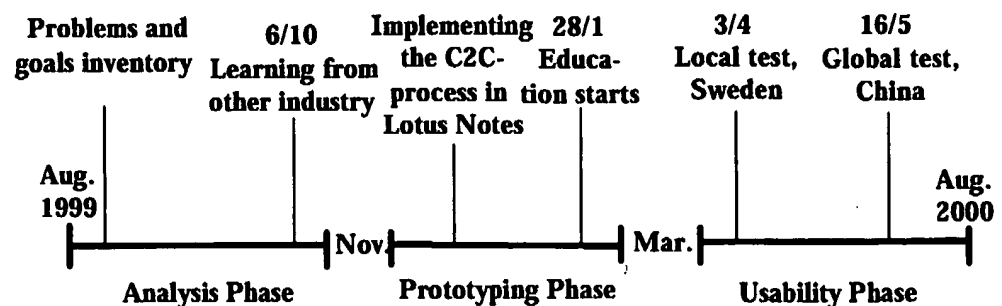 Problems and
goals inventory
6/10
Learning from
other industry
Implementing
the C2C-
process in
Lotus Notes
28/1
Educa-
tion starts
3/4
Local test,
Sweden
16/5
Global test,
China
Aug.
1999
Nov.
Mar.
Aug.
2000
Analysis Phase
Prototyping Phase
Usability Phase